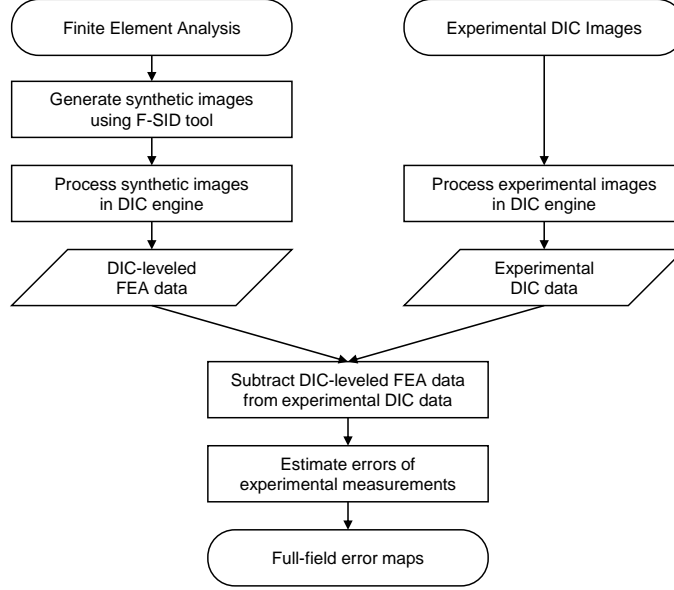 Finite Element Analysis
Experimental DIC Images
Generate synthetic images
using F-SID tool
Process synthetic images
in DIC engine
Process experimental images
in DIC engine
DIC-leveled
FEA data
Experimental
DIC data
Subtract DIC-leveled FEA data
from experimental DIC data
Estimate errors of
experimental measurements
Full-field error maps